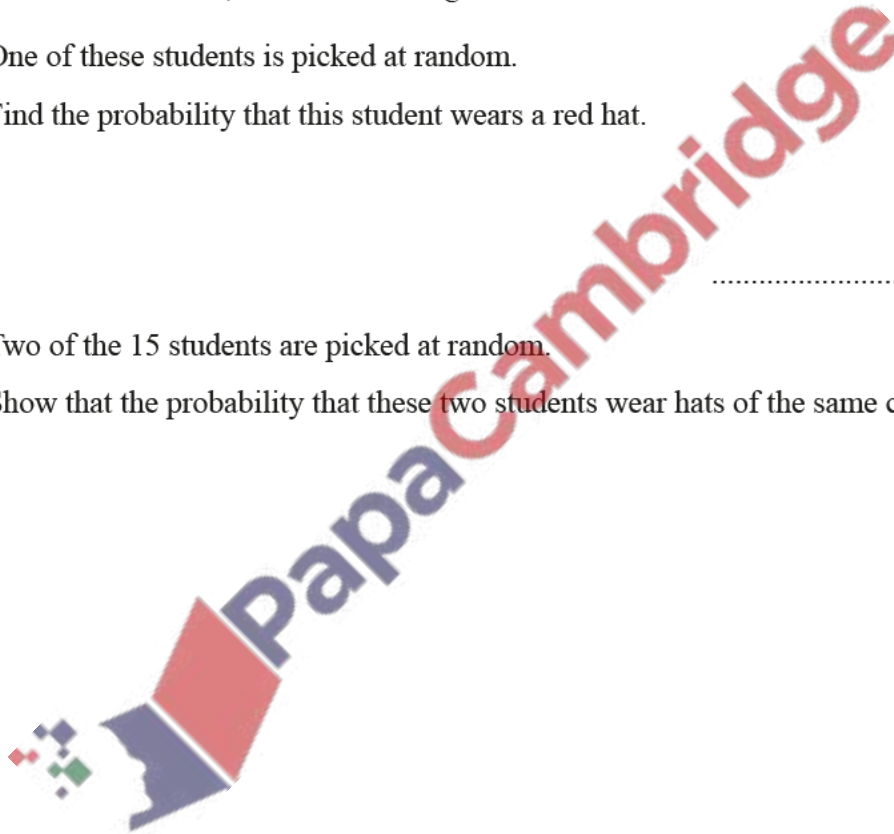 One of these students is picked at random.
Find the probability that this student wears a red hat.
Two of the 15 students are picked at random.
Show that the probability that these two students wear hats of the same
PapaCambridge